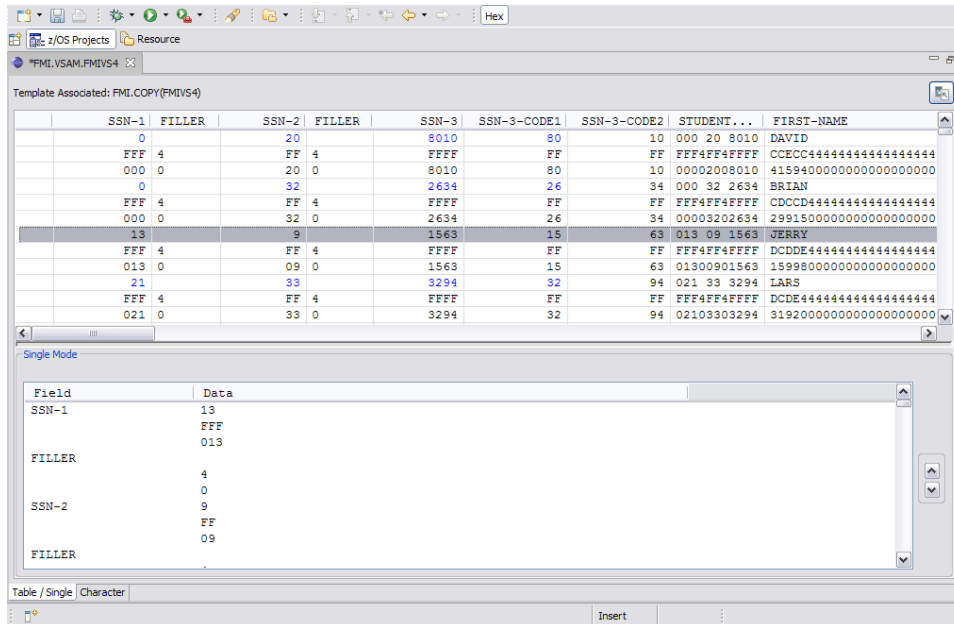 Hex
z/OS Projects Resource
*FMI.VSAM.FMIVS4
Template Associated: FMI.COPY(FMIVS4)
SSN-1 FILLER SSN-2 FILLER SSN-3 SSN-3-CODE1 SSN-3-CODE2 STUDENT... FIRST-NAME
0 20 8010 80 10 000 20 8010 DAVID
FFF 4 FF 4 FFFF FF FF FFF4FF4FFFF CCECC44444444444444444
000 0 20 0 8010 80 10 00002008010 4159400000000000000000
0 32 2634 26 34 000 32 2634 BRIAN
FFF 4 FF 4 FFFF FF FF FFF4FF4FFFF CDCCD44444444444444444
000 0 32 0 2634 26 34 00003202634 2991500000000000000000
13 9 1563 15 63 013 09 1563 JERRY
FFF 4 FF 4 FFFF FF FF FFF4FF4FFFF DCDDE44444444444444444
013 0 09 0 1563 15 63 01300901563 1599800000000000000000
21 33 3294 32 94 021 33 3294 LARS
FFF 4 FF 4 FFFF FF FF FFF4FF4FFFF DCDE444444444444444444
021 0 33 0 3294 32 94 02103303294 3192000000000000000000
Single Mode
Field Data
SSN-1 13
FFF
013
FILLER
4
0
SSN-2 9
FF
09
FILLER
Table / Single Character
Insert